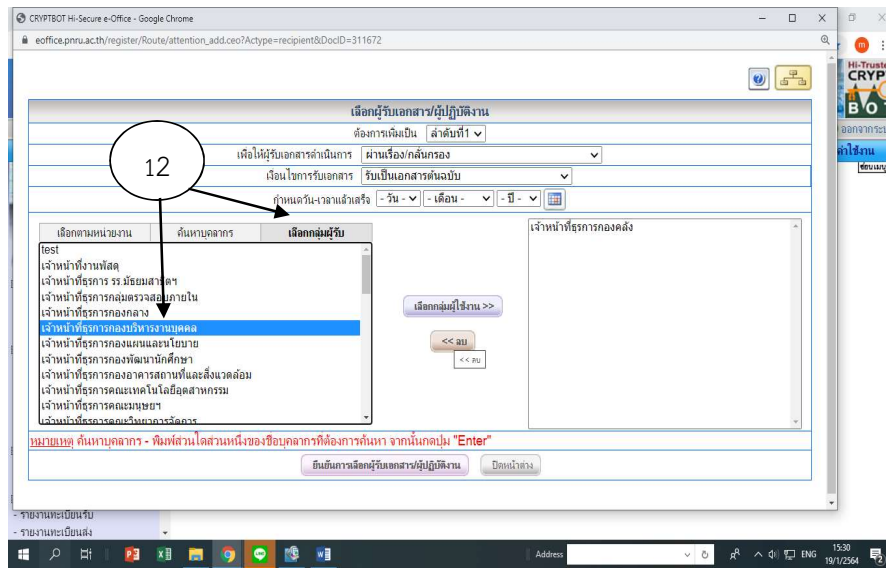 CRYPTBOT Hi-Secure e-Office - Google Chrome
eoffice.pnru.ac.th/register/Route/attention_add.ceo?Actype=recipient&DocID=311672
m
Hi-Truste
CRYP
BOT
ออกจากระบ
เลือกผู้รับเอกสาร/ผู้ปฏิบัติงาน
ต้องการเพิ่มเป็น ลำดับที่1
เพื่อให้ผู้รับเอกสารดำเนินการ ผ่านเรื่อง/กลั่นกรอง
เงื่อนไขการรับเอกสาร รับเป็นเอกสารต้นฉบับ
กำหนดวัน-เวลาแล้วเสร็จ - วัน - - เดือน - - ปี -
12
เลือกตามหน่วยงาน ค้นหาบุคลากร เลือกกลุ่มผู้รับ
test
เจ้าหน้าที่งานพัสดุ
เจ้าหน้าที่ธุรการ รร.มัธยมสาธิตฯ
เจ้าหน้าที่ธุรการกลุ่มตรวจสอบภายใน
เจ้าหน้าที่ธุรการกองกลาง
เจ้าหน้าที่ธุรการกองบริหารงานบุคคล
เจ้าหน้าที่ธุรการกองแผนและนโยบาย
เจ้าหน้าที่ธุรการกองพัฒนานักศึกษา
เจ้าหน้าที่ธุรการกองอาคารสถานที่และสิ่งแวดล้อม
เจ้าหน้าที่ธุรการคณะเทคโนโลยีอุตสาหกรรม
เจ้าหน้าที่ธุรการคณะมนุษยฯ
เจ้าหน้าที่ธุรการคณะวิทยาการจัดการ
เลือกกลุ่มผู้ใช้งาน >>
<< ลบ
<< ลบ
เจ้าหน้าที่ธุรการกองคลัง
หมายเหตุ ค้นหาบุคลากร - พิมพ์ส่วนใดส่วนหนึ่งของชื่อบุคลากรที่ต้องการค้นหา จากนั้นกดปุ่ม "Enter"
ยืนยันการเลือกผู้รับเอกสาร/ผู้ปฏิบัติงาน ปิดหน้าต่าง
- รายงานทะเบียนรับ
- รายงานทะเบียนส่ง
Address
ENG
15:30
19/1/2564
2